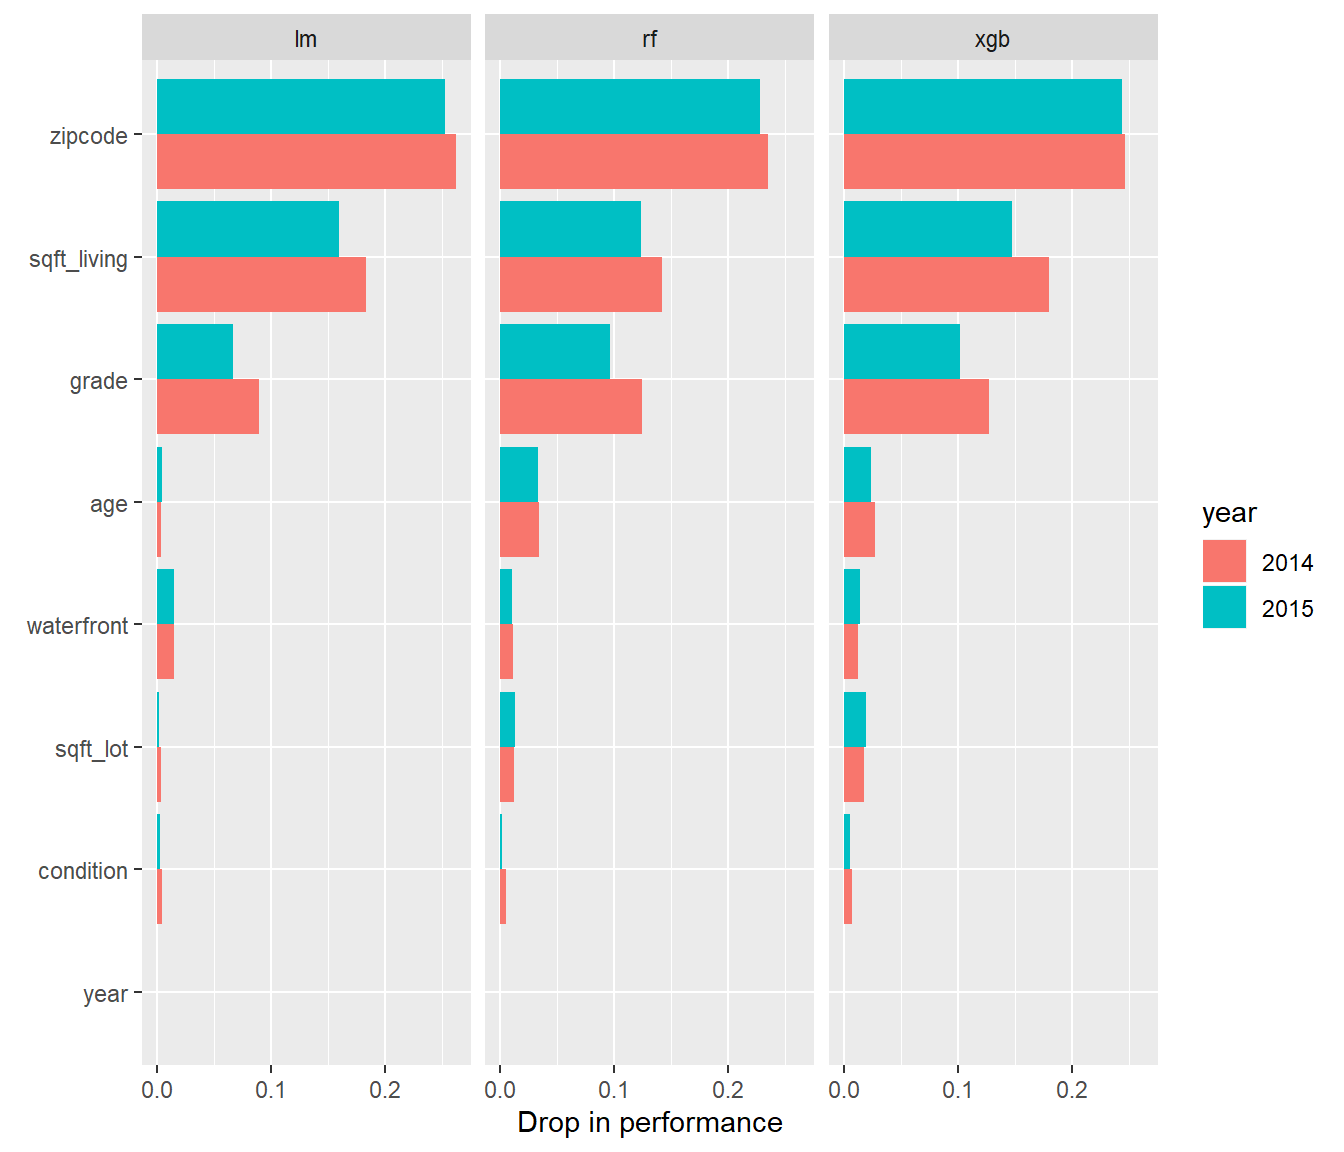 lm
rf
xgb
zipcode
sqft_living
grade
age
waterfront
sqft_lot
condition
year
0.0 0.1 0.2
0.0 0.1 0.2
0.0 0.1 0.2
Drop in performance
year
2014
2015